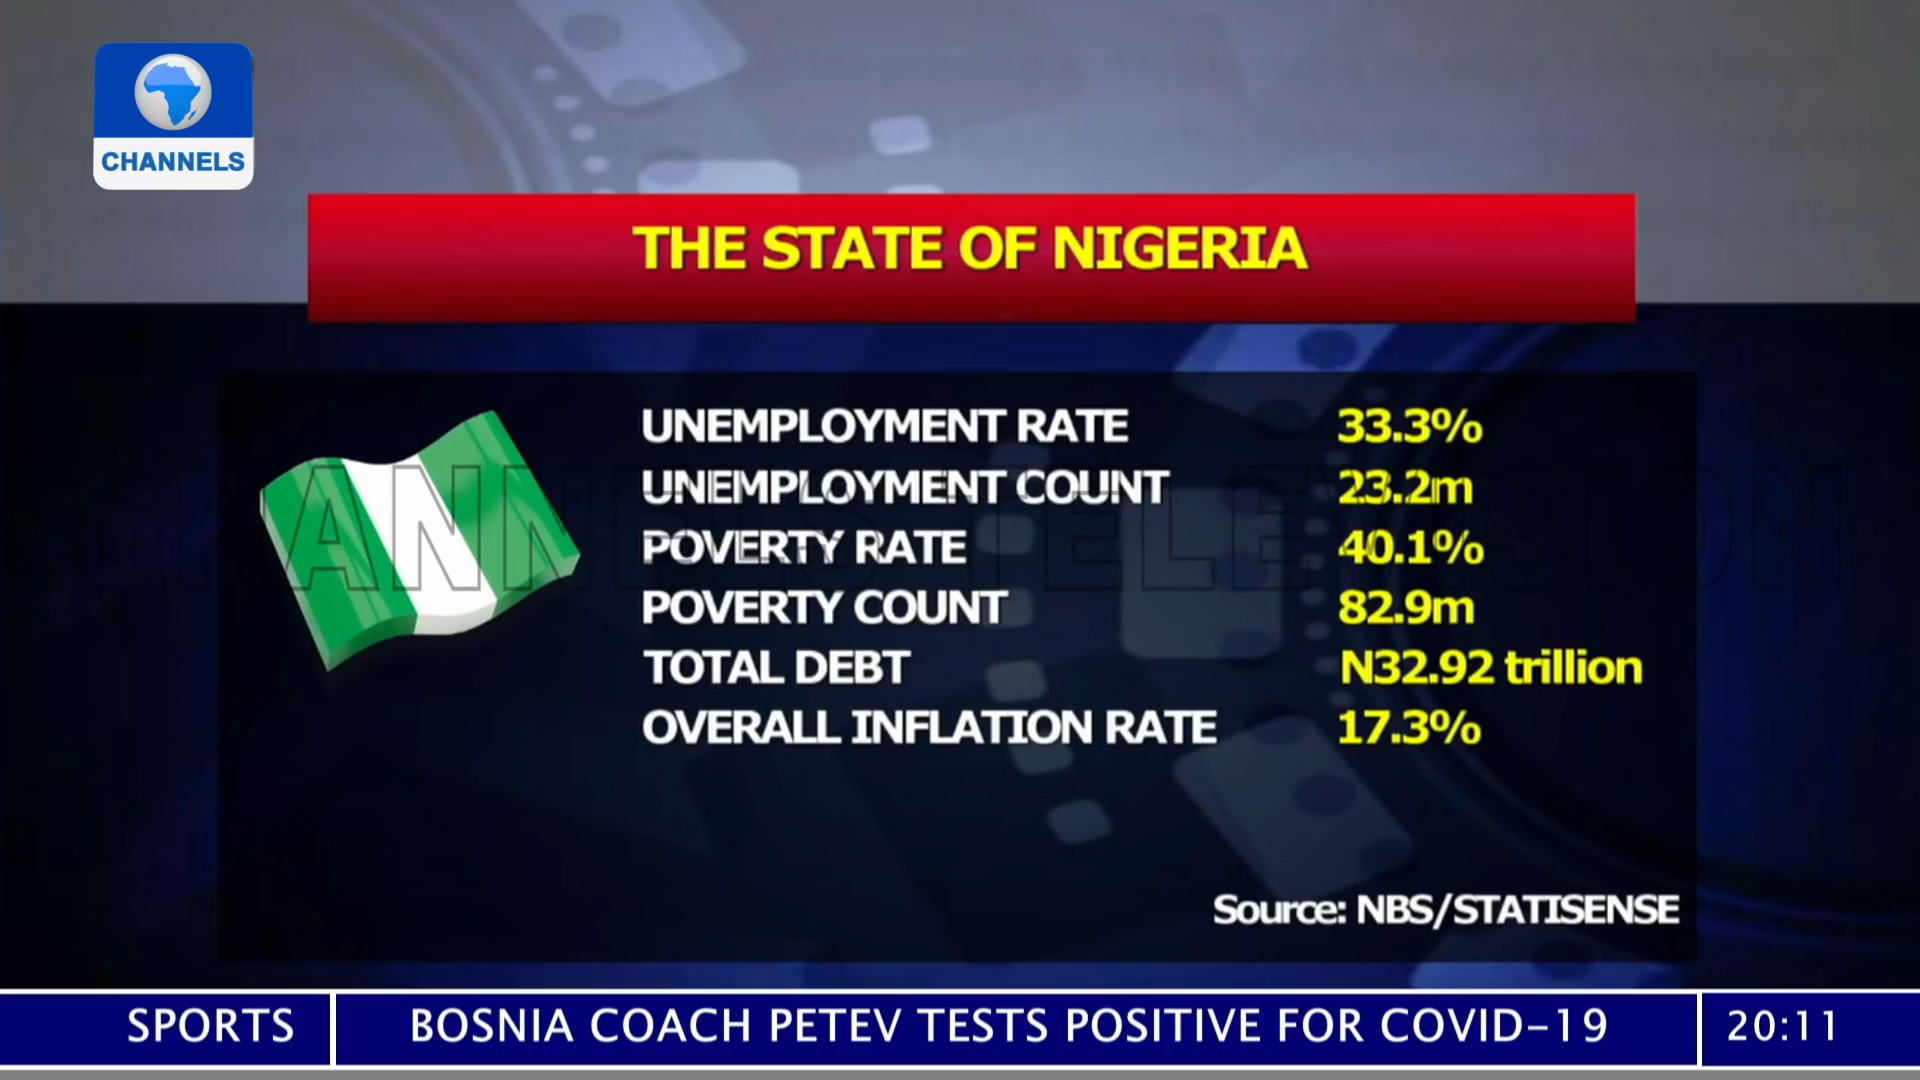 CHANNELS
THE STATE OF NIGERIA
UNEMPLOYMENT RATE 33.3%
UNEMPLOYMENT COUNT 23.2m
POVERTY RATE 40.1%
POVERTY COUNT 82.9m
TOTAL DEBT N32.92 trillion
OVERALL INFLATION RATE 17.3%
CHANNELS TELEVISION
Source: NBS/STATISENSE
SPORTS BOSNIA COACH PETEV TESTS POSITIVE FOR COVID-19 20:11